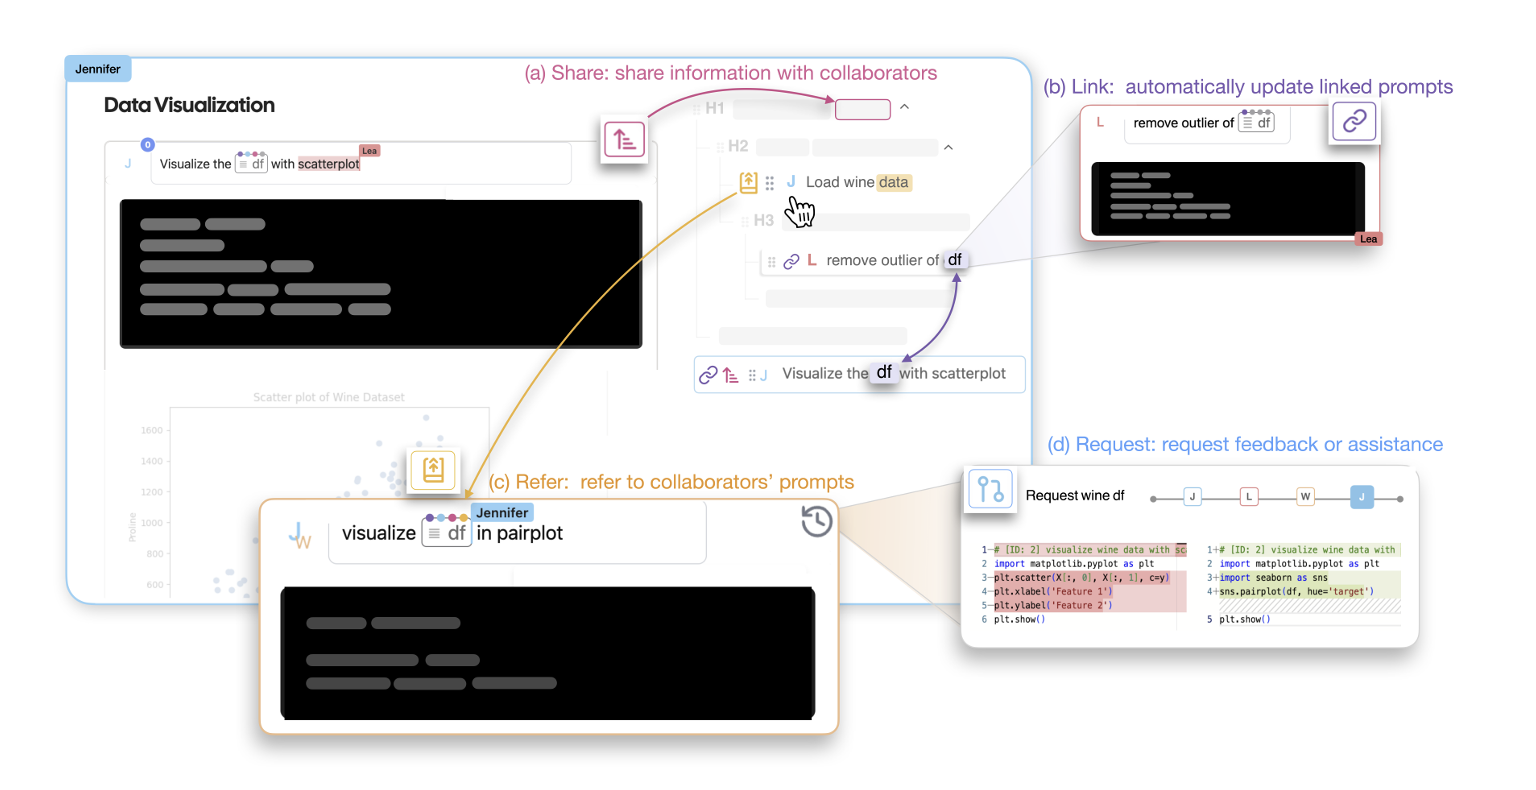 Jennifer
(a) Share: share information with collaborators
(b) Link: automatically update linked prompts
Data Visualization
0
J
Visualize the df with scatterplot
Lea
H1
H2
J Load wine data
H3
L remove outlier of df
J Visualize the df with scatterplot
L
remove outlier of df
Lea
Scatter plot of Wine Dataset
1600
1400
1200
1000
800
600
Proline
(c) Refer: refer to collaborators' prompts
Jennifer
J
W
visualize df in pairplot
(d) Request: request feedback or assistance
Request wine df
J L W J
1 # [ID: 2] visualize wine data with sc
2 import matplotlib.pyplot as plt
3 plt.scatter(X[:, 0], X[:, 1], c=y)
4 plt.xlabel('Feature 1')
5 plt.ylabel('Feature 2')
6 plt.show()
1+# [ID: 2] visualize wine data with
2 import matplotlib.pyplot as plt
3+import seaborn as sns
4+sns.pairplot(df, hue='target')
5 plt.show()